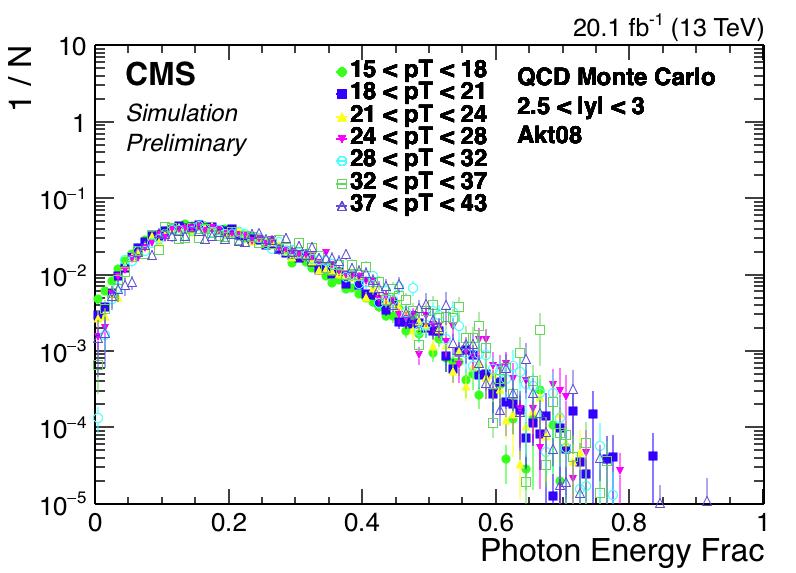 20.1 fb⁻¹ (13 TeV)
1 / N
CMS
Simulation
Preliminary
15 < pT < 18
18 < pT < 21
21 < pT < 24
24 < pT < 28
28 < pT < 32
32 < pT < 37
37 < pT < 43
QCD Monte Carlo
2.5 < |y| < 3
Akt08
10
1
10⁻¹
10⁻²
10⁻³
10⁻⁴
10⁻⁵
0 0.2 0.4 0.6 0.8 1
Photon Energy Frac